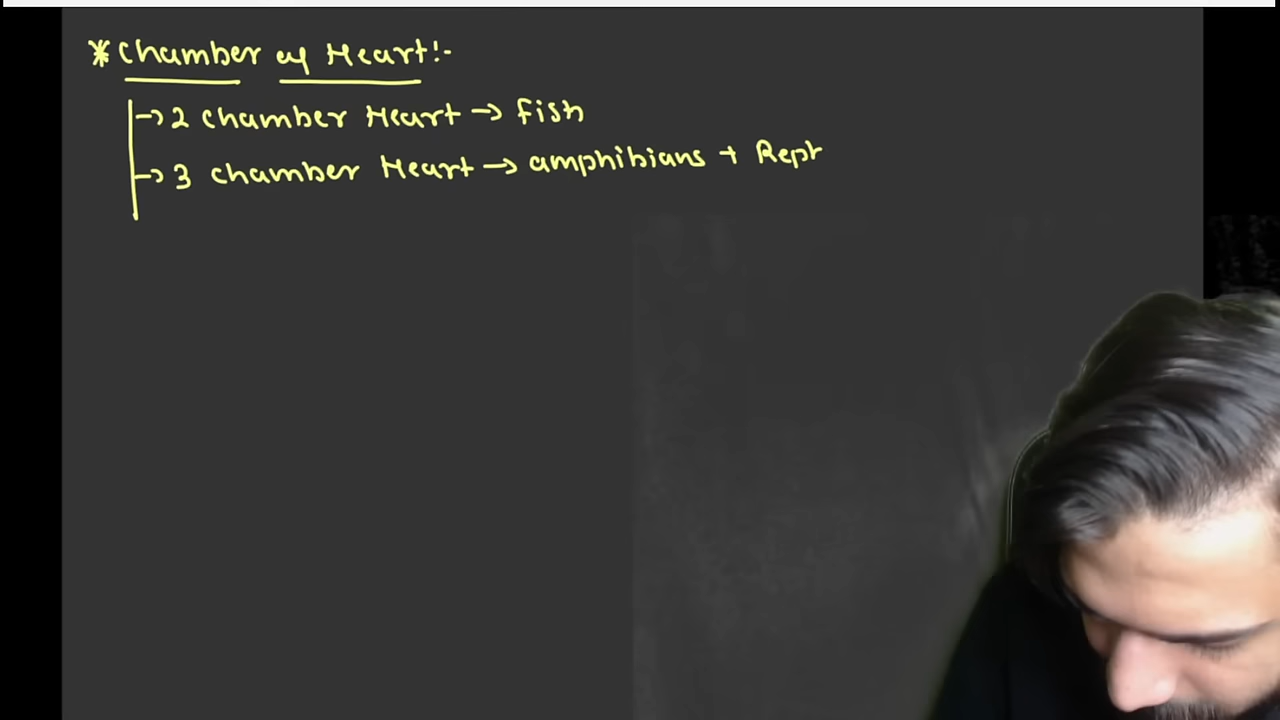 * Chamber of Heart:-
→ 2 chamber Heart → fish
→ 3 chamber Heart → amphibians + Rept